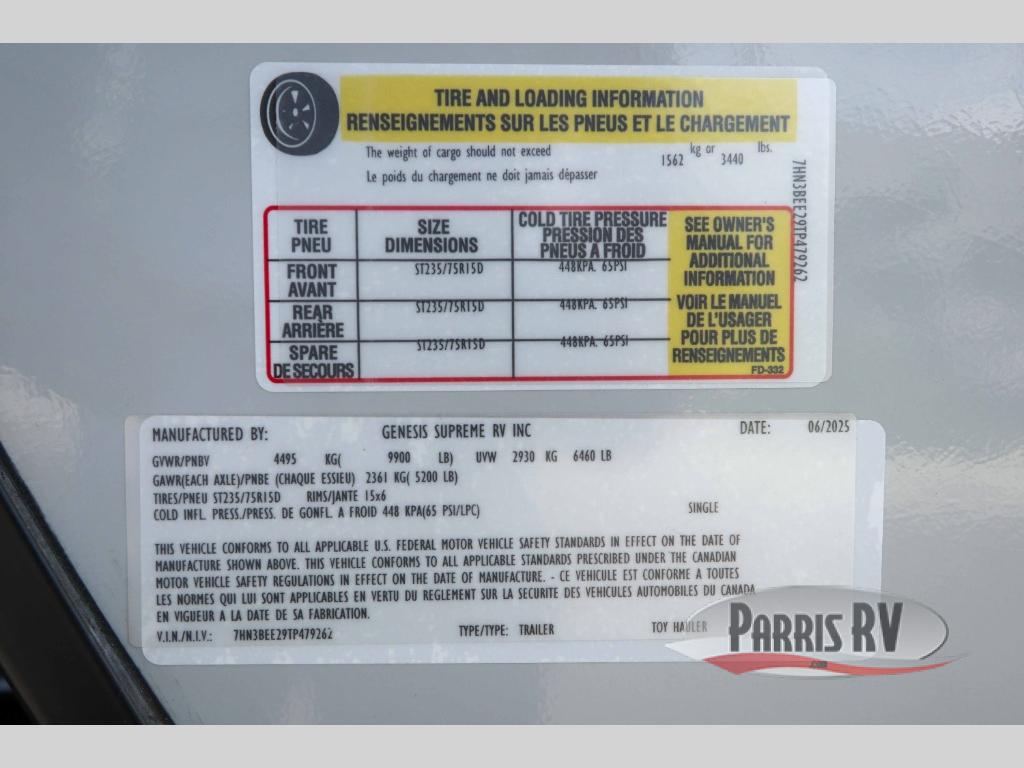 TIRE AND LOADING INFORMATION
RENSEIGNEMENTS SUR LES PNEUS ET LE CHARGEMENT
The weight of cargo should not exceed 1562 kg or 3440 lbs.
Le poids du chargement ne doit jamais dépasser
7HN3BEE29TP479262
TIRE PNEU SIZE DIMENSIONS COLD TIRE PRESSURE PRESSION DES PNEUS A FROID
FRONT AVANT ST235/75R15D 448KPA. 65PSI
REAR ARRIÈRE ST235/75R15D 448KPA. 65PSI
SPARE DE SECOURS ST235/75R15D 448KPA. 65PSI
SEE OWNER'S
MANUAL FOR
ADDITIONAL
INFORMATION
VOIR LE MANUEL
DE L'USAGER
POUR PLUS DE
RENSEIGNEMENTS
FD-332
MANUFACTURED BY: GENESIS SUPREME RV INC DATE: 06/2025
GVWR/PNBV 4495 KG( 9900 LB) UVW 2930 KG 6460 LB
GAWR(EACH AXLE)/PNBE (CHAQUE ESSIEU) 2361 KG( 5200 LB)
TIRES/PNEU ST235/75R15D RIMS/JANTE 15x6
COLD INFL. PRESS/PRESS. DE GONFL. A FROID 448 KPA(65 PSI/LPC) SINGLE
THIS VEHICLE CONFORMS TO ALL APPLICABLE U.S. FEDERAL MOTOR VEHICLE SAFETY STANDARDS IN EFFECT ON THE DATE OF
MANUFACTURE SHOWN ABOVE. THIS VEHICLE CONFORMS TO ALL APPLICABLE STANDARDS PRESCRIBED UNDER THE CANADIAN
MOTOR VEHICLE SAFETY REGULATIONS IN EFFECT ON THE DATE OF MANUFACTURE. - CE VEHICULE EST CONFORME A TOUTES
LES NORMES QUI LUI SONT APPLICABLES EN VERTU DU REGLEMENT SUR LA SECURITE DES VEHICULES AUTOMOBILES DU CANADA
EN VIGUEUR A LA DATE DE SA FABRICATION.
V.I.N./N.I.V.: 7HN3BEE29TP479262 TYPE/TYPE: TRAILER TOY HAULER
PARRIS RV
.com